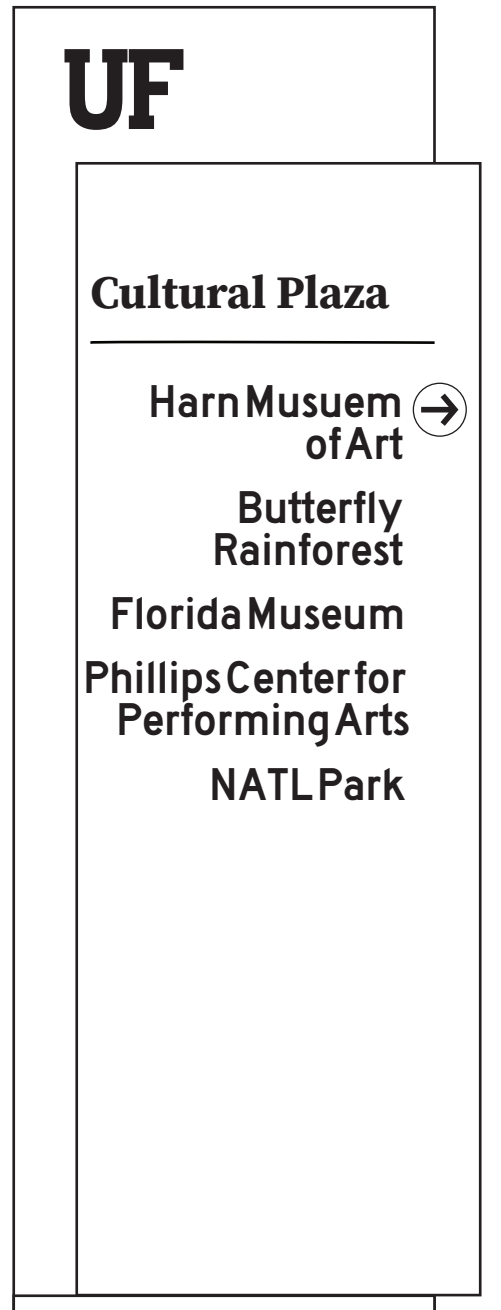 UF
Cultural Plaza
Harn Musuem
of Art
Butterfly
Rainforest
Florida Museum
Phillips Center for
Performing Arts
NATL Park